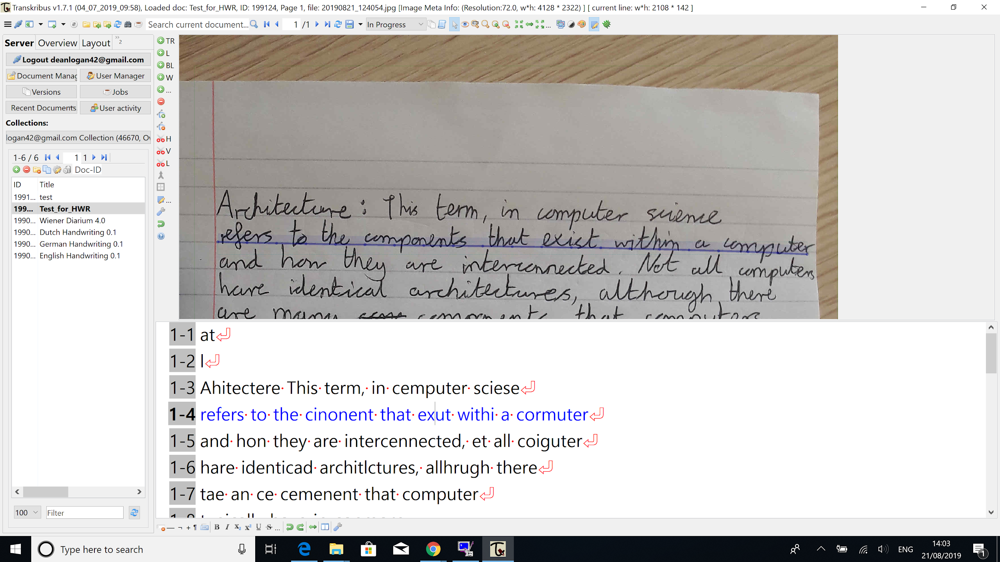 Transkribus v1.7.1 (04_07_2019_09:58), Loaded doc: Test_for_HWR, ID: 199124, Page 1, file: 20190821_124054.jpg [Image Meta Info: (Resolution:72.0, w*h: 4128 * 2322) ] [ current line: w*h: 2108 * 142 ]
Search current document... 1 /1 In Progress ...
Server Overview Layout » 2
Logout deanlogan42@gmail.com
Document Manag User Manager
Versions Jobs
Recent Documents User activity
Collections:
logan42@gmail.com Collection (46670, Ow
1-6 / 6 1 1
Doc-ID
ID Title
1991... test
199... Test_for_HWR
1990... Wiener Diarium 4.0
1990... Dutch Handwriting 0.1
1990... German Handwriting 0.1
1990... English Handwriting 0.1
100 Filter
TR
L
BL
W
...
H
V
L
...
Architecture : This term, in computer science
refers to the components that exist within a computer
and how they are interconnected. Not all computers
have identical architectures, although there
are many components that computers
1-1 at
1-2 l
1-3 Ahitectere· This· term,· in· cemputer· sciese
1-4 refers· to· the· cinonent· that· exut· withi· a· cormuter
1-5 and· hon· they· are· intercennected,· et· all· coiguter
1-6 hare· identicad· architlctures,· allhrugh· there
1-7 tae· an· ce· cemenent· that· computer
B I X₂ X² U S ...
Type here to search
ENG
14:03
21/08/2019
1